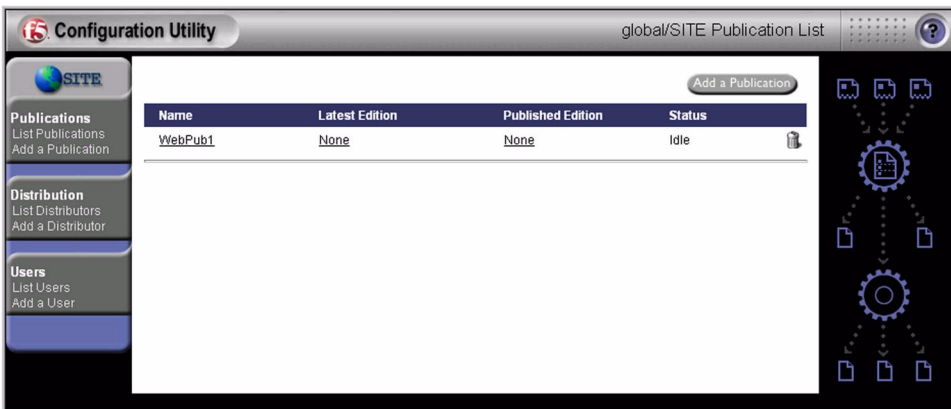 f5 Configuration Utility
global/SITE Publication List
?
SITE
Publications
List Publications
Add a Publication
Distribution
List Distributors
Add a Distributor
Users
List Users
Add a User
Add a Publication
Name Latest Edition Published Edition Status
WebPub1 None None Idle